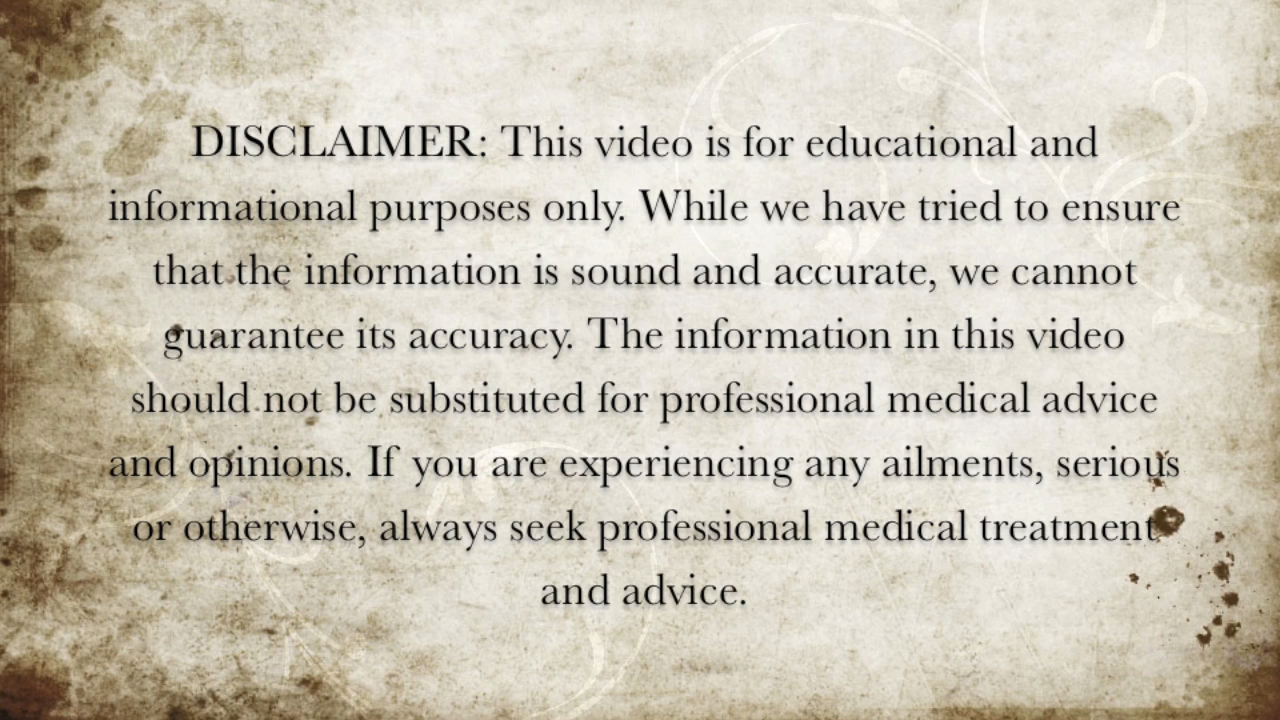 DISCLAIMER: This video is for educational and
informational purposes only. While we have tried to ensure
that the information is sound and accurate, we cannot
guarantee its accuracy. The information in this video
should not be substituted for professional medical advice
and opinions. If you are experiencing any ailments, serious
or otherwise, always seek professional medical treatment
and advice.